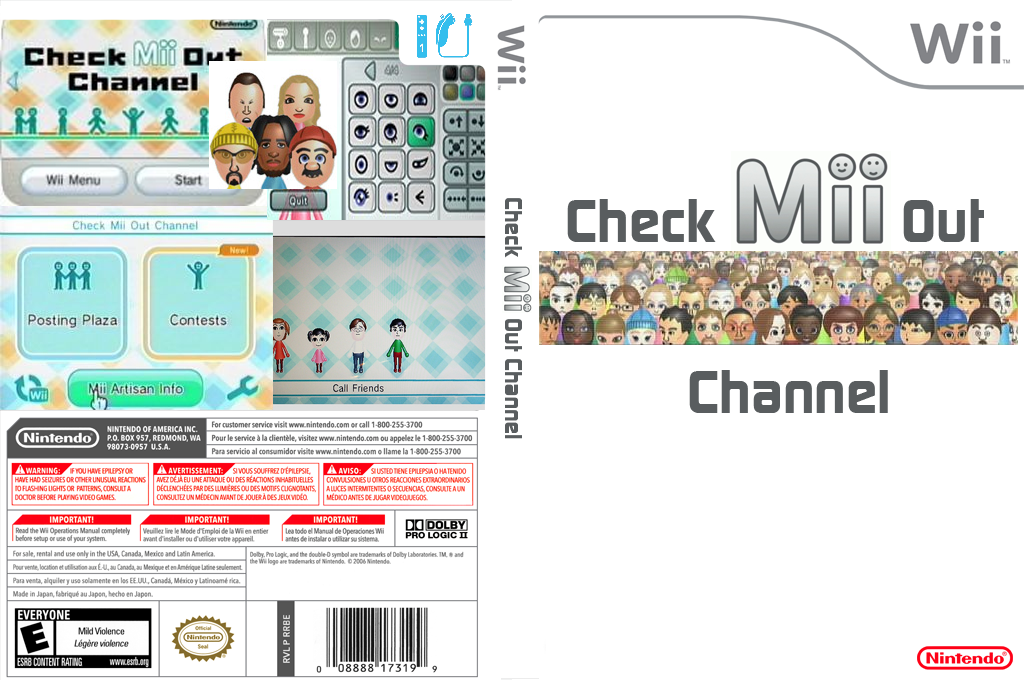 Nintendo
Check Mii Out
Channel
Wii Menu
Start
Quit
1
Check Mii Out Channel
New!
Posting Plaza
Contests
Wii
Mii Artisan Info
1
Call Friends
Nintendo
NINTENDO OF AMERICA INC.
P.O. BOX 957, REDMOND, WA
98073-0957 U.S.A.
For customer service visit www.nintendo.com or call 1-800-255-3700
Pour le service à la clientèle, visitez www.nintendo.com ou appelez le 1-800-255-3700
Para servicio al consumidor visite www.nintendo.com o llame la 1-800-255-3700
WARNING: IF YOU HAVE EPILEPSY OR
HAVE HAD SEIZURES OR OTHER UNUSUAL REACTIONS
TO FLASHING LIGHTS OR PATTERNS, CONSULT A
DOCTOR BEFORE PLAYING VIDEO GAMES.
AVERTISSEMENT: SI VOUS SOUFFREZ D'ÉPILEPSIE,
AVEZ DÉJÀ EU UNE ATTAQUE OU DES RÉACTIONS INHABITUELLES
DÉCLENCHÉES PAR DES LUMIÈRES OU DES MOTIFS CLIGNOTANTS,
CONSULTEZ UN MÉDECIN AVANT DE JOUER À DES JEUX VIDÉO.
AVISO: SI USTED TIENE EPILEPSIA O HA TENIDO
CONVULSIONES U OTROS REACCIONES EXTRAORDINARIOS
A LUCES INTERMITENTES O SECUENCIAS, CONSULTE A UN
MÉDICO ANTES DE JUGAR VIDEOJUEGOS.
IMPORTANT!
Read the Wii Operations Manual completely
before setup or use of your system.
IMPORTANT!
Veuillez lire le Mode d'Emploi de la Wii en entier
avant d'installer ou d'utiliser votre appareil.
IMPORTANT!
Lea todo el Manual de Operaciones Wii
antes de instalar o utilizar su sistema.
DOLBY
PRO LOGIC II
For sale, rental and use only in the USA, Canada, Mexico and Latin America.
Pour vente, location et utilisation aux É.-U., au Canada, au Mexique et en Amérique Latine seulement.
Para venta, alquiler y uso solamente en los EE.UU., Canadá, México y Latinoamé rica.
Made in Japan, fabriqué au Japon, hecho en Japon.
Dolby, Pro Logic, and the double-D symbol are trademarks of Dolby Laboratories. TM, ® and
the Wii logo are trademarks of Nintendo. © 2006 Nintendo.
EVERYONE
E
Mild Violence
Légère violence
ESRB CONTENT RATING www.esrb.org
Official
Nintendo
Seal
RVL P RRBE
0 08888 17319 9
Wii
Check Mii Out Channel
Wii™
Check Mii Out
Channel
Nintendo®